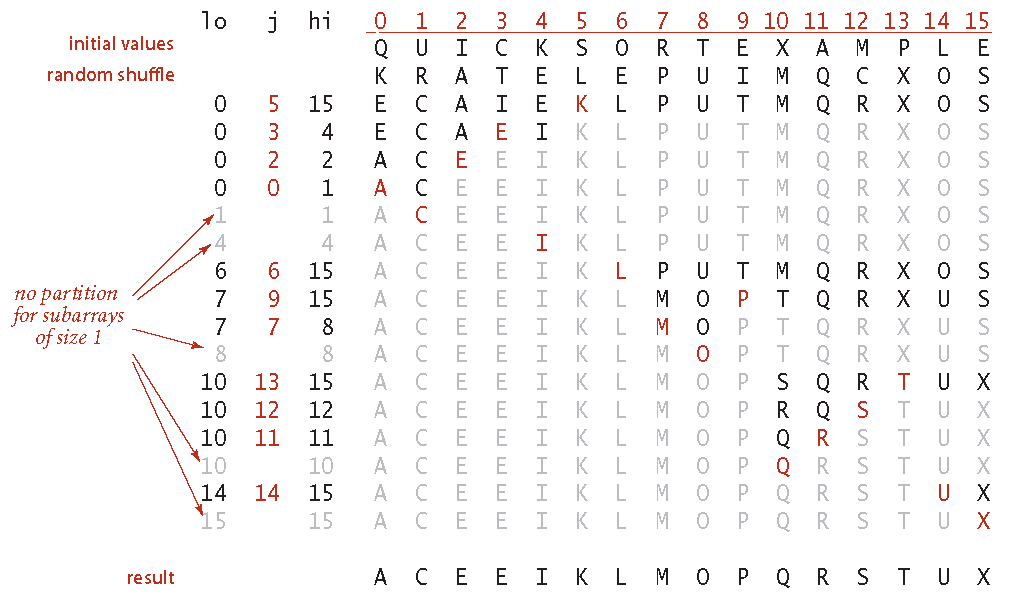 lo j hi 0 1 2 3 4 5 6 7 8 9 10 11 12 13 14 15
initial values Q U I C K S O R T E X A M P L E
random shuffle K R A T E L E P U I M Q C X O S
0 5 15 E C A I E K L P U T M Q R X O S
0 3 4 E C A E I K L P U T M Q R X O S
0 2 2 A C E E I K L P U T M Q R X O S
0 0 1 A C E E I K L P U T M Q R X O S
1 1 A C E E I K L P U T M Q R X O S
4 4 A C E E I K L P U T M Q R X O S
6 6 15 A C E E I K L P U T M Q R X O S
no partition
for subarrays
of size 1
7 9 15 A C E E I K L M O P T Q R X U S
7 7 8 A C E E I K L M O P T Q R X U S
8 8 A C E E I K L M O P T Q R X U S
10 13 15 A C E E I K L M O P S Q R T U X
10 12 12 A C E E I K L M O P R Q S T U X
10 11 11 A C E E I K L M O P Q R S T U X
10 10 A C E E I K L M O P Q R S T U X
14 14 15 A C E E I K L M O P Q R S T U X
15 15 A C E E I K L M O P Q R S T U X
result A C E E I K L M O P Q R S T U X